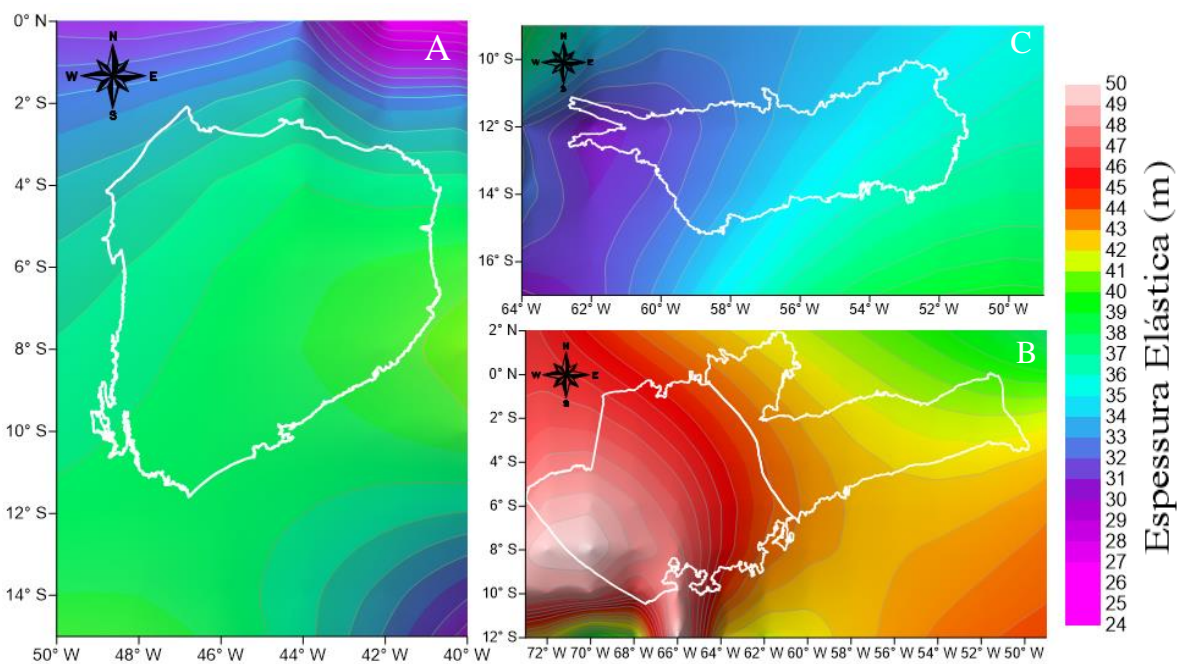 0° N
2° S
4° S
6° S
8° S
10° S
12° S
14° S
50° W 48° W 46° W 44° W 42° W 40° W
N
W E
S
A
10° S
12° S
14° S
16° S
64° W 62° W 60° W 58° W 56° W 54° W 52° W 50° W
N
W E
S
C
2° N
0° N
2° S
4° S
6° S
8° S
10° S
12° S
72° W 70° W 68° W 66° W 64° W 62° W 60° W 58° W 56° W 54° W 52° W 50° W
N
W E
S
B
50
49
48
47
46
45
44
43
42
41
40
39
38
37
36
35
34
33
31
30
29
28
27
26
25
24
Espessura Elástica (m)